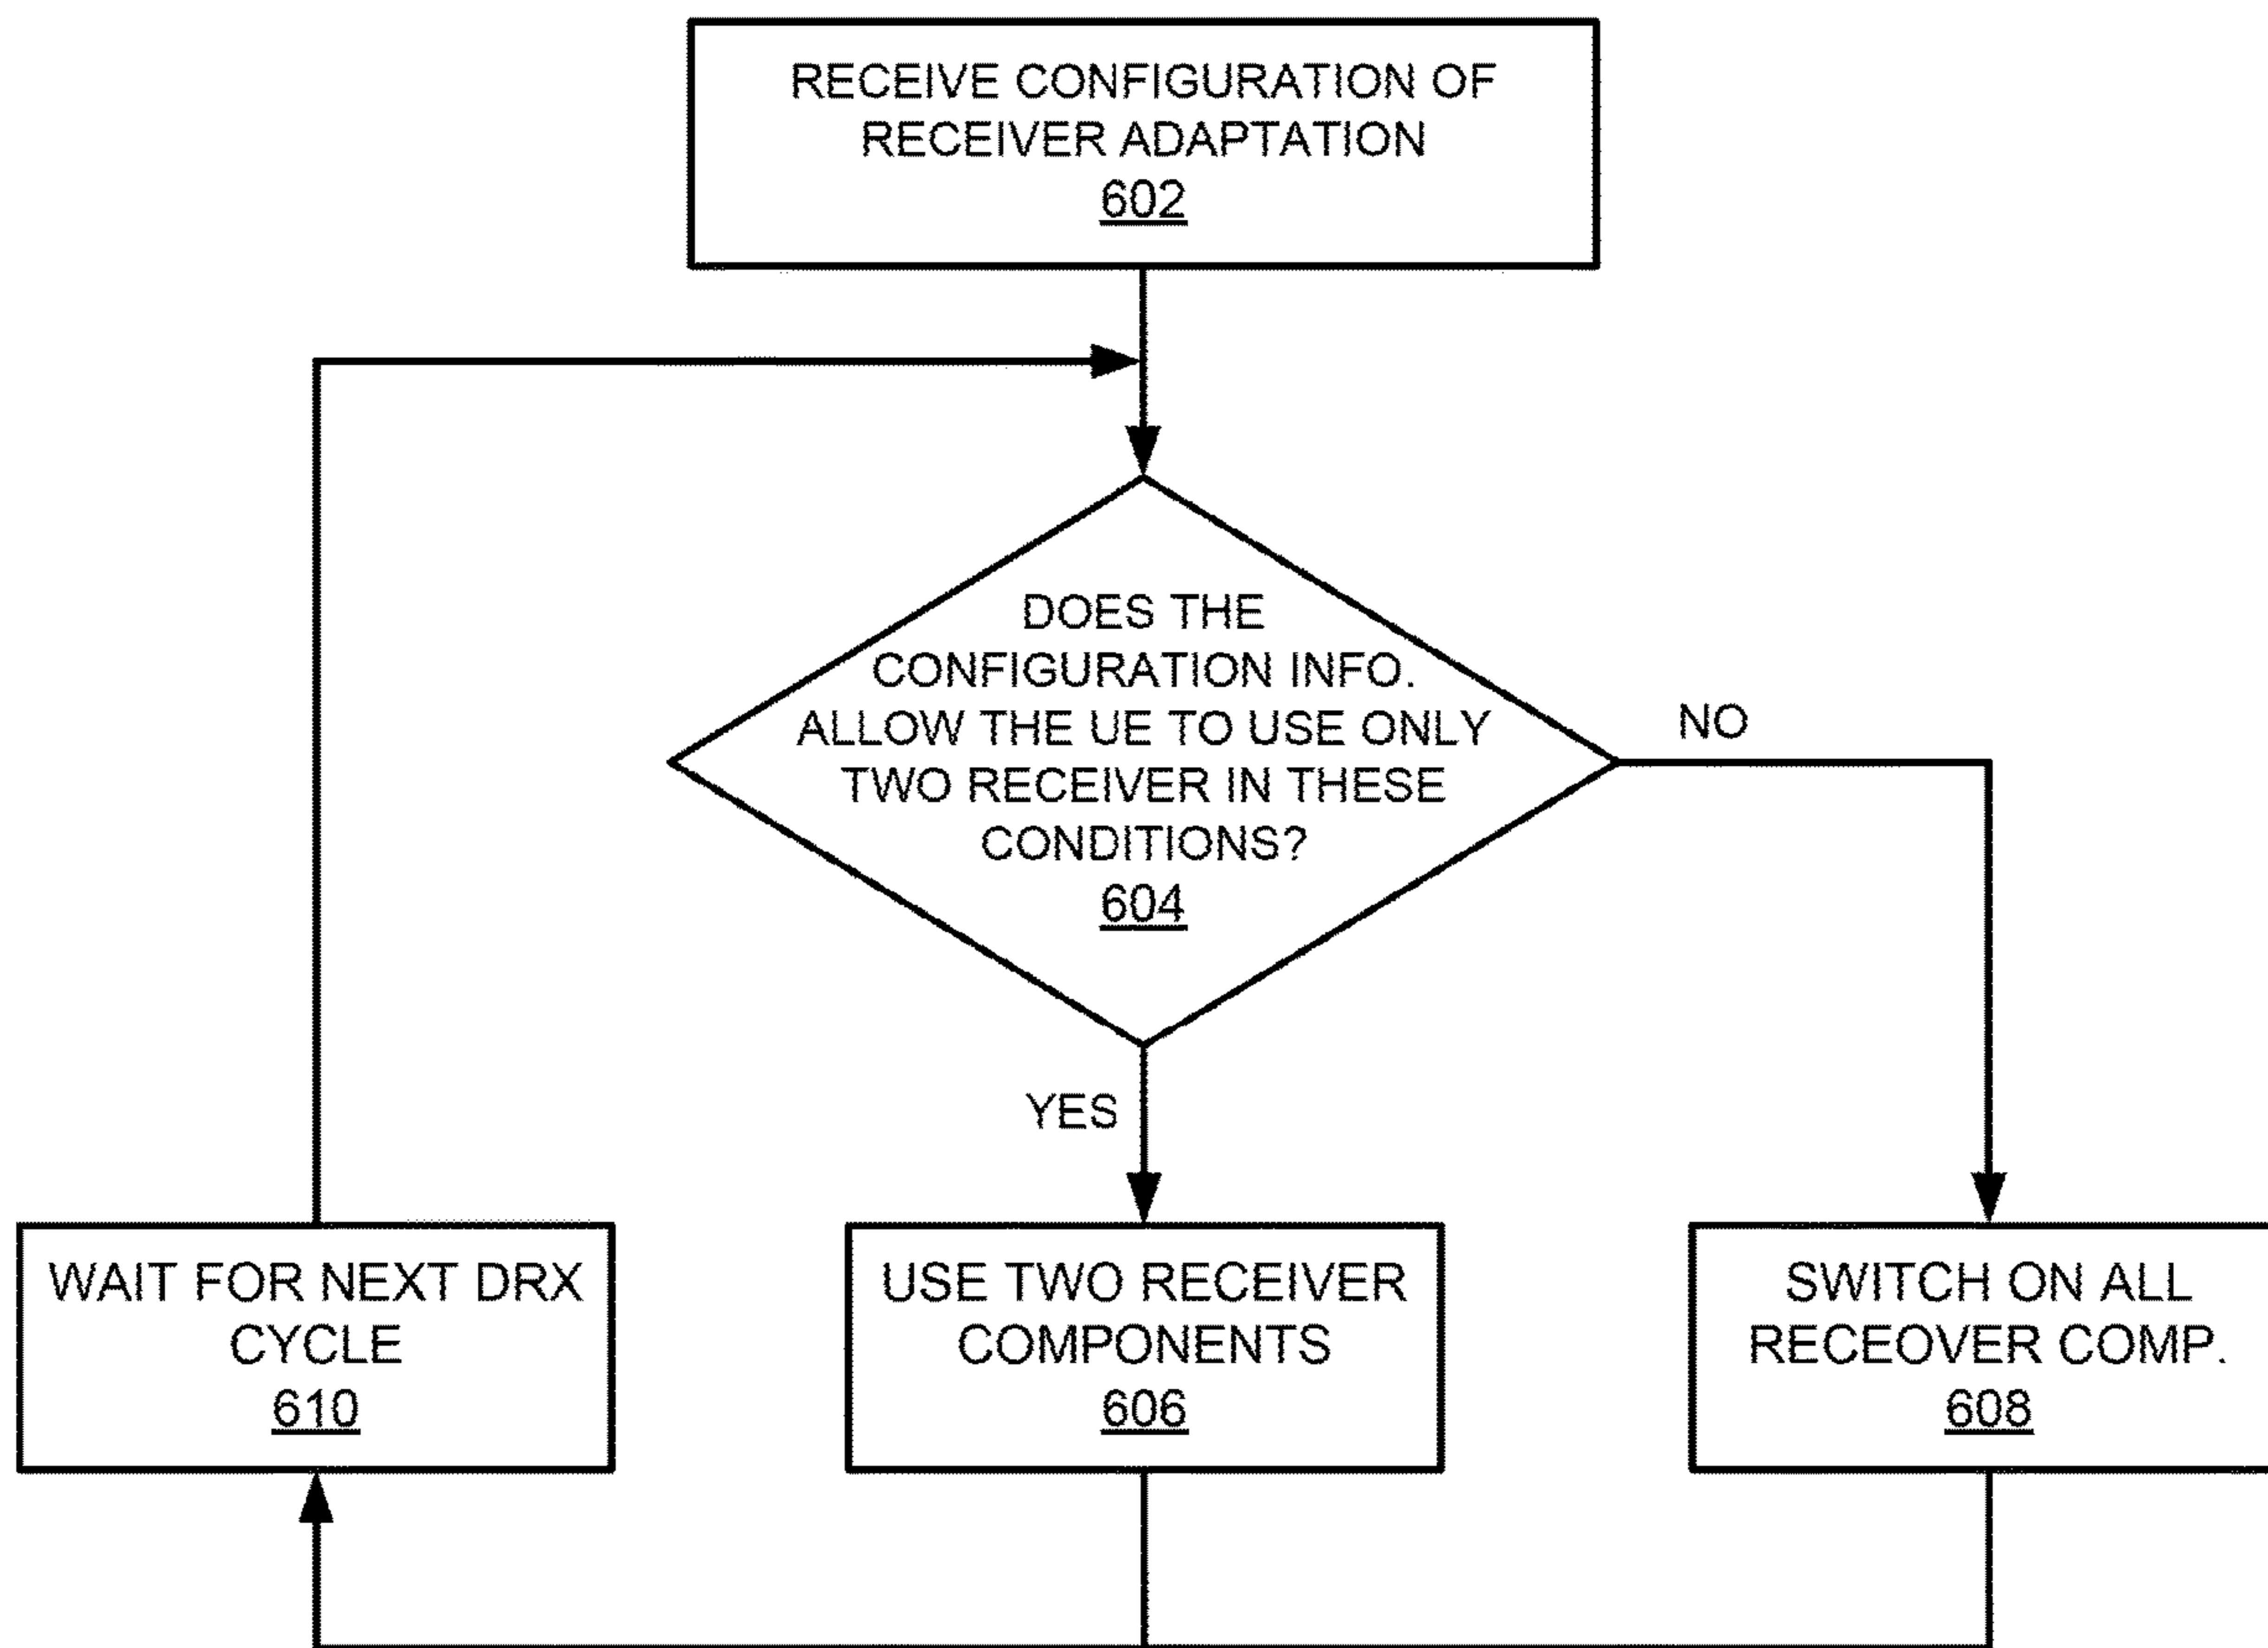 RECEIVE CONFIGURATION OF
RECEIVER ADAPTATION
602
DOES THE
CONFIGURATION INFO.
ALLOW THE UE TO USE ONLY
TWO RECEIVER IN THESE
CONDITIONS?
604
NO
YES
WAIT FOR NEXT DRX
CYCLE
610
USE TWO RECEIVER
COMPONENTS
606
SWITCH ON ALL
RECEOVER COMP.
608